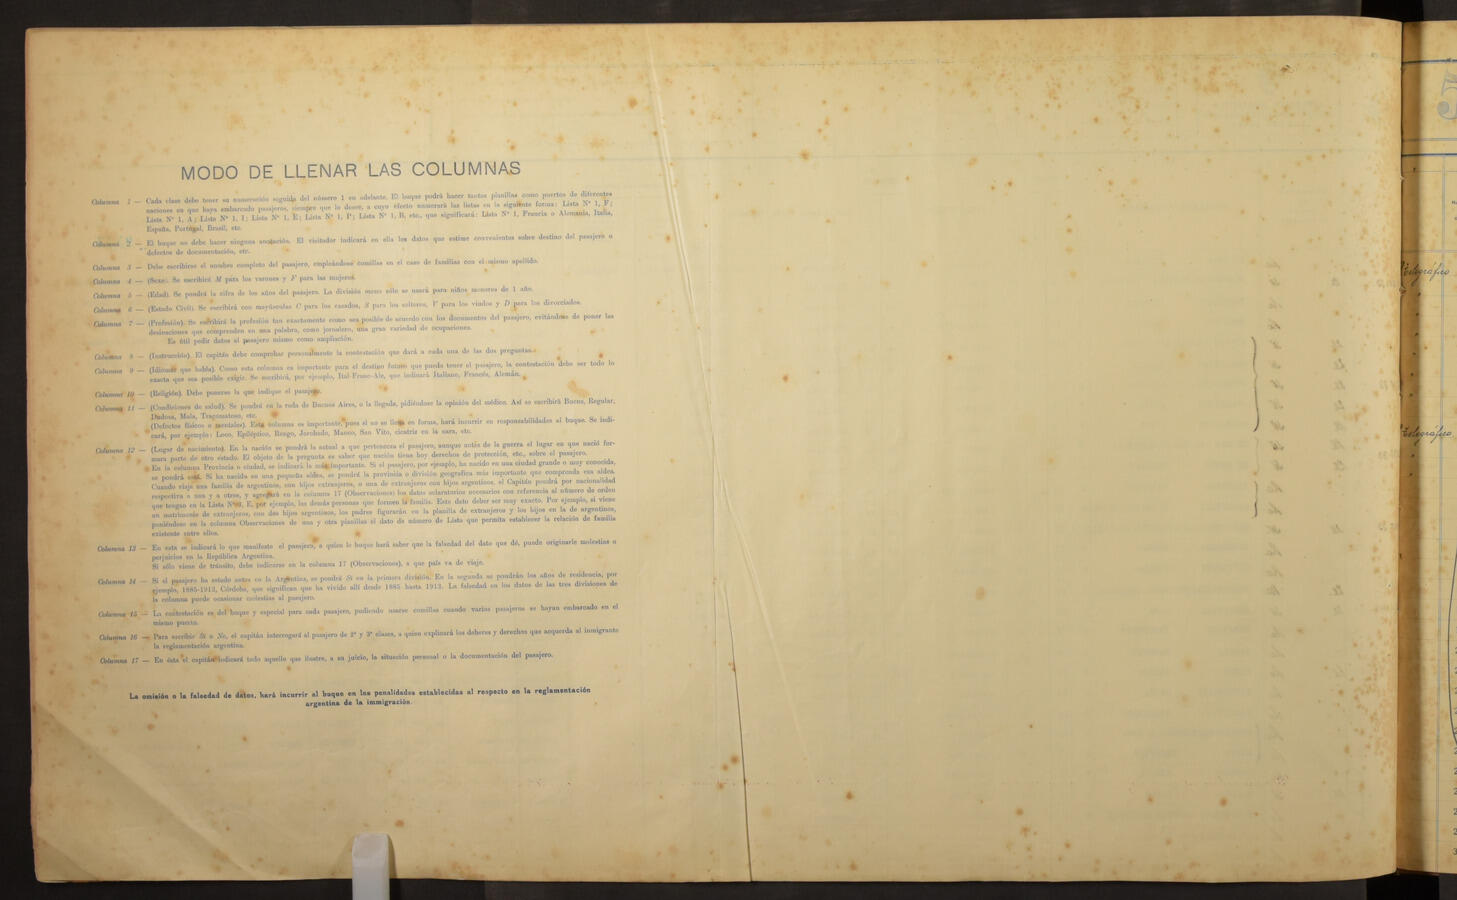 MODO DE LLENAR LAS COLUMNAS
Columna 1 — Cada clase debe tener su numeración seguida del número 1 en adelante. El buque podrá hacer tantas planillas como puertos de diferentes
naciones en que haya embarcado pasajeros, siempre que lo desee, a cuyo efecto numerará las listas en la siguiente forma: Lista Nº 1, F;
Lista Nº 1, A; Lista Nº 1, I; Lista Nº 1, E; Lista Nº 1, P; Lista Nº 1, B, etc., que significará: Lista Nº 1, Francia o Alemania, Italia,
España, Portugal, Brasil, etc.
Columna 2 — El buque no debe hacer ninguna anotación. El visitador indicará en ella los datos que estime convenientes sobre destino del pasajero o
defectos de documentación, etc.
Columna 3 — Debe escribirse el nombre completo del pasajero, empleándose comillas en el caso de familias con el mismo apellido.
Columna 4 — (Sexo). Se escribirá M para los varones y F para las mujeres.
Columna 5 — (Edad). Se pondrá la cifra de los años del pasajero. La división meses sólo se usará para niños menores de 1 año.
Columna 6 — (Estado Civil). Se escribirá con mayúsculas C para los casados, S para los solteros, V para los viudos y D para los divorciados.
Columna 7 — (Profesión). Se escribirá la profesión tan exactamente como sea posible de acuerdo con los documentos del pasajero, evitándose de poner las
designaciones que comprenden en una palabra, como jornalero, una gran variedad de ocupaciones.
Es útil pedir datos al pasajero mismo como ampliación.
Columna 8 — (Instrucción). El capitán debe comprobar personalmente la contestación que dará a cada una de las dos preguntas.
Columna 9 — (Idiomas que habla). Como esta columna es importante para el destino futuro que pueda tener el pasajero, la contestación debe ser todo lo
exacta que sea posible exigir. Se escribirá, por ejemplo, Ital-Franc-Ale, que indicará Italiano, Francés, Alemán.
Columna 10 — (Religión). Debe ponerse la que indique el pasajero.
Columna 11 — (Condiciones de salud). Se pondrá en la rada de Buenos Aires, a la llegada, pidiéndose la opinión del médico. Así se escribirá Buena, Regular,
Dudosa, Mala, Tracomatoso, etc.
(Defectos físicos o mentales). Esta columna es importante, pues si no se llena en forma, hará incurrir en responsabilidades al buque. Se indi-
cará, por ejemplo: Loco, Epiléptico, Rengo, Jorobado, Manco, San Vito, cicatriz en la cara, etc.
Columna 12 — (Lugar de nacimiento). En la nación se pondrá la actual a que pertenezca el pasajero, aunque antes de la guerra el lugar en que nació for-
mara parte de otro estado. El objeto de la pregunta es saber que nación tiene hoy derechos de protección, etc., sobre el pasajero.
En la columna Provincia o ciudad, se indicará la más importante. Si el pasajero, por ejemplo, ha nacido en una ciudad grande o muy conocida,
se pondrá está. Si ha nacido en una pequeña aldea, se pondrá la provincia o división geográfica más importante que comprenda esa aldea.
Cuando viaje una familia de argentinos, con hijos extranjeros, o una de extranjeros con hijos argentinos, el Capitán pondrá por nacionalidad
respectiva a una y a otros, y agregará en la columna 17 (Observaciones) los datos aclaratorios necesarios con referencia al número de orden
que tengan en la Lista Nº 3, E, por ejemplo, los demás personas que formen la familia. Este dato deber ser muy exacto. Por ejemplo, si viene
un matrimonio de extranjeros, con dos hijos argentinos, los padres figurarán en la planilla de extranjeros y los hijos en la de argentinos,
poniéndose en la columna Observaciones de una y otra planillas el dato de número de Lista que permita establecer la relación de familia
existente entre ellos.
Columna 13 — En esta se indicará lo que manifieste el pasajero, a quien le buque hará saber que la falsedad del dato que dé, puede originarle molestias o
perjuicios en la República Argentina.
Si sólo viene de tránsito, debe indicarse en la columna 17 (Observaciones), a que país va de viaje.
Columna 14 — Si el pasajero ha estado antes en la Argentina, se pondrá Sí en la primera división. En la segunda se pondrán los años de residencia, por
ejemplo, 1885-1913, Córdoba, que significan que ha vivido allí desde 1885 hasta 1913. La falsedad en los datos de las tres divisiones de
la columna puede ocasionar molestias al pasajero.
Columna 15 — La contestación es del buque y especial para cada pasajero, pudiendo usarse comillas cuando varios pasajeros se hayan embarcado en el
mismo puerto.
Columna 16 — Para escribir Sí o No, el capitán interrogará al pasajero de 2ª y 3ª clases, a quien explicará los deberes y derechos que acuerda al inmigrante
la reglamentación argentina.
Columna 17 — En ésta el capitán indicará todo aquello que ilustre, a su juicio, la situación personal o la documentación del pasajero.
La omisión o la falsedad de datos, hará incurrir al buque en las penalidades establecidas al respecto en la reglamentación
argentina de la inmigración.
5
Telegráfico
Telegráfico